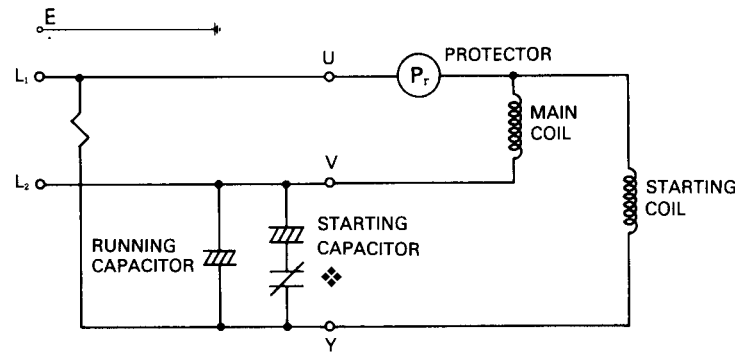 E
L₁
U
Pᵣ
PROTECTOR
MAIN
COIL
L₂
V
STARTING
COIL
RUNNING
CAPACITOR
STARTING
CAPACITOR
Y